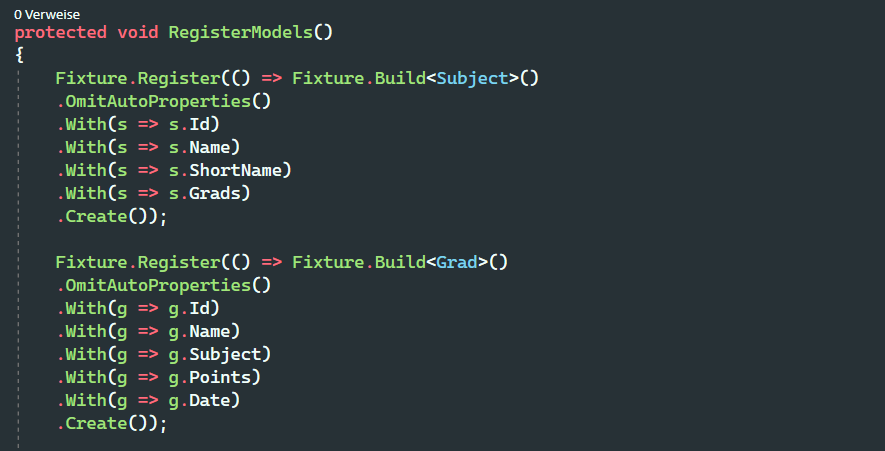 0 Verweise
protected void RegisterModels()
{
Fixture.Register(() => Fixture.Build<Subject>()
.OmitAutoProperties()
.With(s => s.Id)
.With(s => s.Name)
.With(s => s.ShortName)
.With(s => s.Grads)
.Create());
Fixture.Register(() => Fixture.Build<Grad>()
.OmitAutoProperties()
.With(g => g.Id)
.With(g => g.Name)
.With(g => g.Subject)
.With(g => g.Points)
.With(g => g.Date)
.Create());